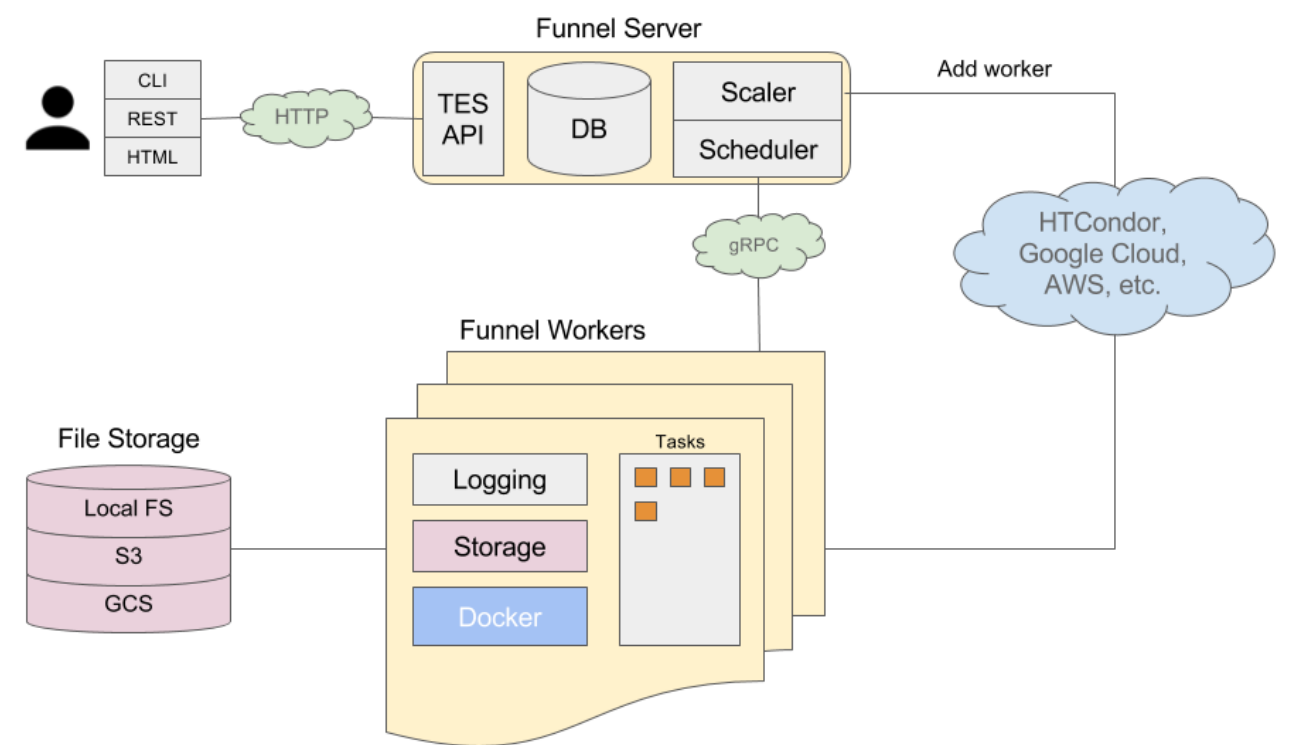 Funnel Server
CLI
REST
HTML
HTTP
TES
API
DB
Scaler
Scheduler
Add worker
gRPC
HTCondor,
Google Cloud,
AWS, etc.
Funnel Workers
File Storage
Local FS
S3
GCS
Logging
Storage
Docker
Tasks